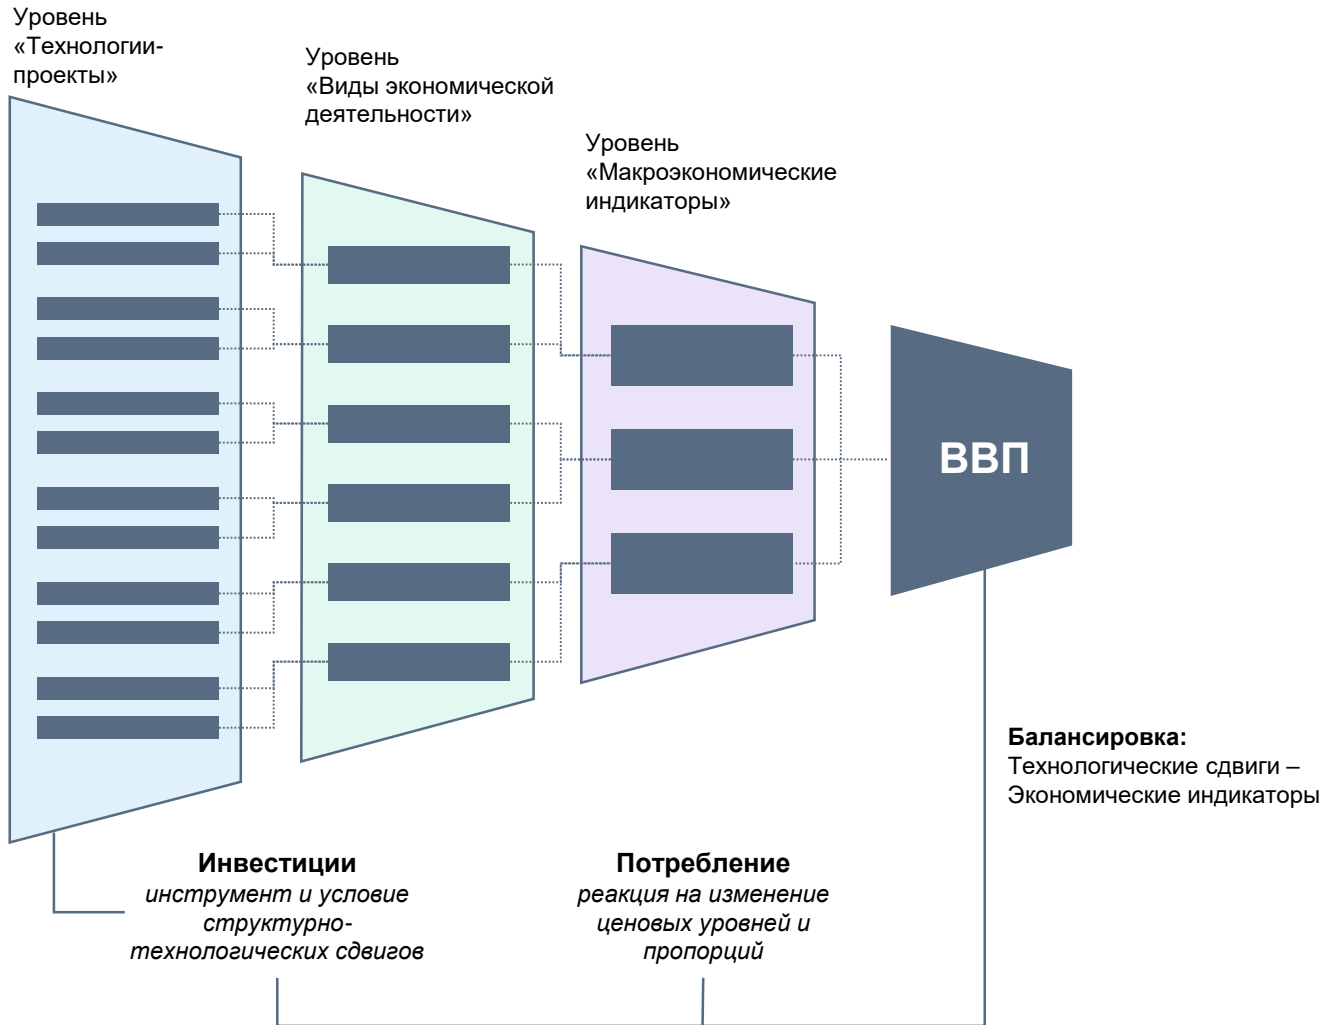 Уровень
«Технологии-
проекты»
Уровень
«Виды экономической
деятельности»
Уровень
«Макроэкономические
индикаторы»
ВВП
Балансировка:
Технологические сдвиги –
Экономические индикаторы
Инвестиции
инструмент и условие
структурно-
технологических сдвигов
Потребление
реакция на изменение
ценовых уровней и
пропорций